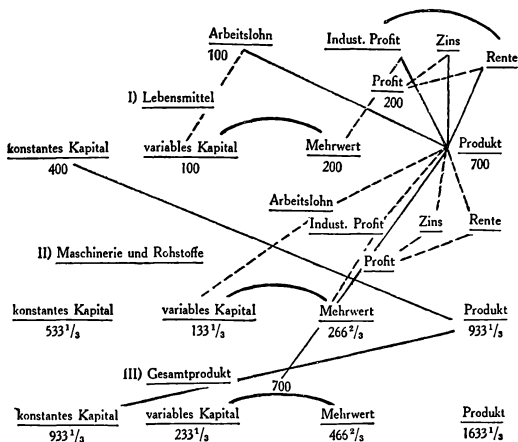 Arbeitslohn Indust. Profit Zins
100 Rente
Profit
200
I) Lebensmittel
konstantes Kapital variables Kapital Mehrwert Produkt
400 100 200 700
Arbeitslohn
Indust. Profit Zins Rente
II) Maschinerie und Rohstoffe
Profit
konstantes Kapital variables Kapital Mehrwert Produkt
533 1/3 133 1/3 266 2/3 933 1/3
III) Gesamtprodukt
700
konstantes Kapital variables Kapital Mehrwert Produkt
933 1/3 233 1/3 466 2/3 1633 1/3